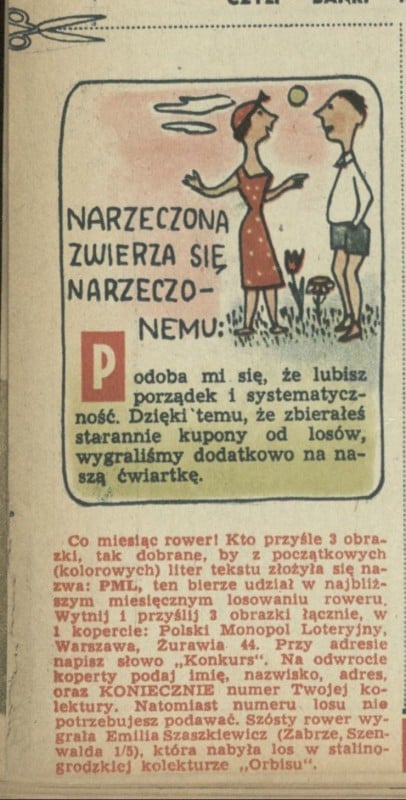 CZYLI BAŃKI
NARZECZONA
ZWIERZA SIĘ
NARZECZO-
NEMU:
Podoba mi się, że lubisz
porządek i systematycz-
ność. Dzięki temu, że zbierałeś
starannie kupony od losów,
wygraliśmy dodatkowo na na-
szą ćwiartkę.
Co miesiąc rower! Kto przyśle 3 obra-
zki, tak dobrane, by z początkowych
(kolorowych) liter tekstu złożyła się na-
zwa: PML, ten bierze udział w najbliż-
szym miesięcznym losowaniu roweru.
Wytnij i przyślij 3 obrazki łącznie, w
1 kopercie: Polski Monopol Loteryjny,
Warszawa, Żurawia 44. Przy adresie
napisz słowo „Konkurs". Na odwrocie
koperty podaj imię, nazwisko, adres,
oraz KONIECZNIE numer Twojej ko-
lektury. Natomiast numeru losu nie
potrzebujesz podawać. Szósty rower wy-
grała Emilia Szaszkiewicz (Zabrze, Szen-
walda 1/5), która nabyła los w stalino-
grodzkiej kolekturze „Orbisu".